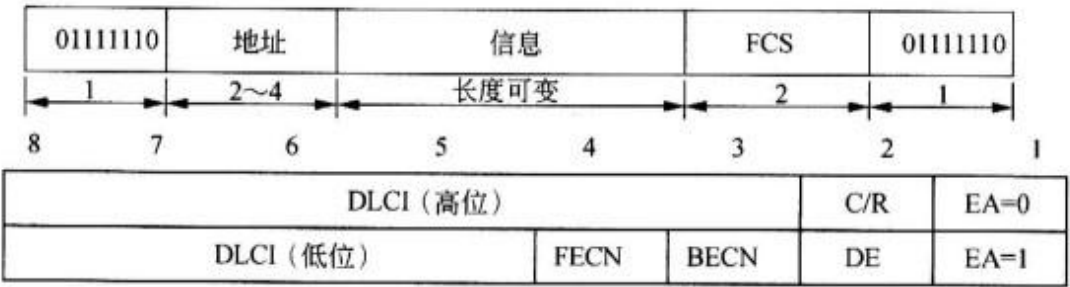 01111110 地址 信息 FCS 01111110
1 2～4 长度可变 2 1
8 7 6 5 4 3 2 1
DLCI（高位） C/R EA=0
DLCI（低位） FECN BECN DE EA=1